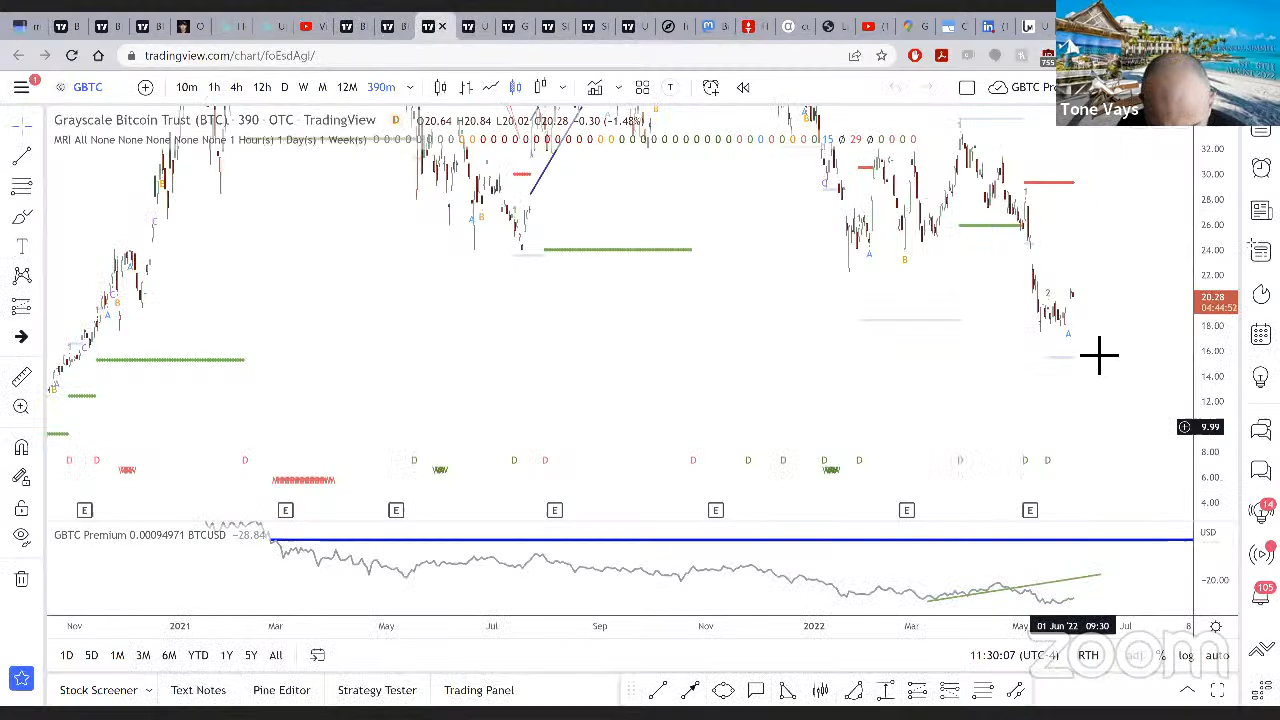 tradingview.com/chart/foEsdAgl/
GBTC 10m 1h 4h 12h D W M 12M 390m GBTC Pr
Tone Vays
Grayscale Bitcoin Trust (BTC) · 390 · OTC · TradingView D H20.84 L20.02 C20.28 −0.30 (−1.48%)
MRI All None None None None None 1 Hour(s) 1 Day(s) 1 Week(s)
32.00
30.00
28.00
26.00
24.00
22.00
20.28
04:44:52
18.00
16.00
14.00
12.00
9.99
8.00
6.00
4.00
D D D D D D D D D D D D D D
E E E E E E E
GBTC Premium 0.00094971 BTCUSD −28.84
USD
−20.00
Nov 2021 Mar May Jul Sep Nov 2022 Mar May 01 Jun '22 09:30 Jul
1D 5D 1M 3M 6M YTD 1Y 5Y All 11:30:07 (UTC-4) RTH adj % log auto
zoom
Stock Screener Text Notes Pine Editor Strategy Tester Trading Panel